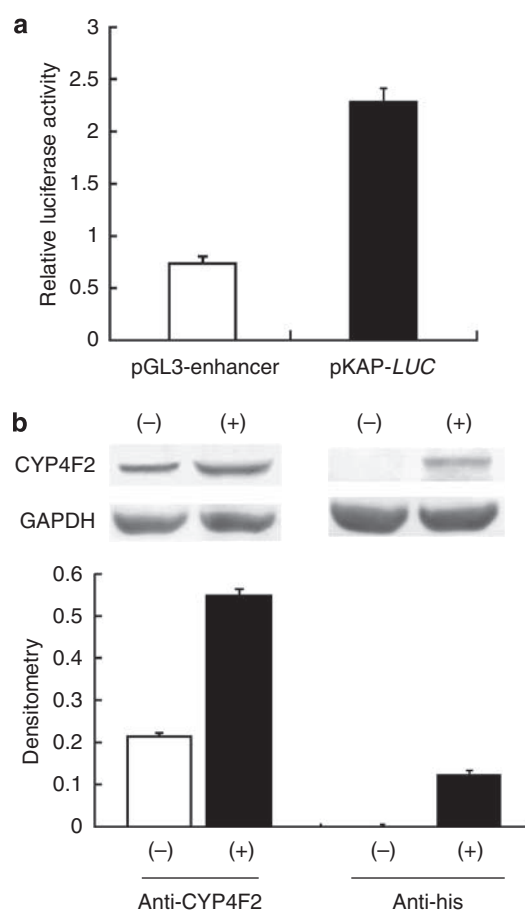 a
3
2.5
2
1.5
1
0.5
0
Relative luciferase activity
pGL3-enhancer pKAP-LUC
b
(–) (+) (–) (+)
CYP4F2
GAPDH
0.6
0.5
0.4
0.3
0.2
0.1
0
Densitometry
(–) (+) (–) (+)
Anti-CYP4F2 Anti-his